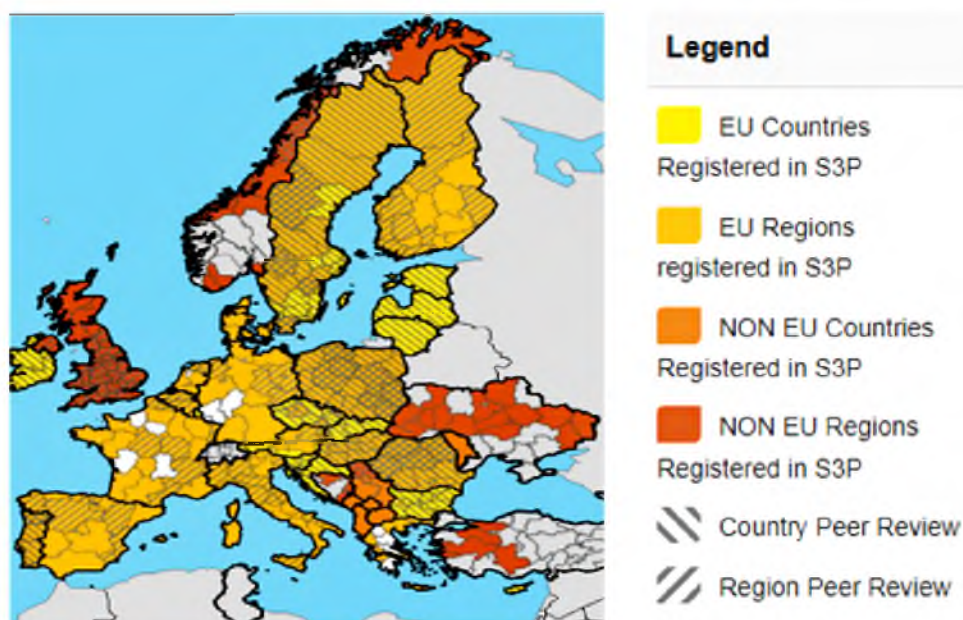 Legend
EU Countries
Registered in S3P
EU Regions
registered in S3P
NON EU Countries
Registered in S3P
NON EU Regions
Registered in S3P
Country Peer Review
Region Peer Review